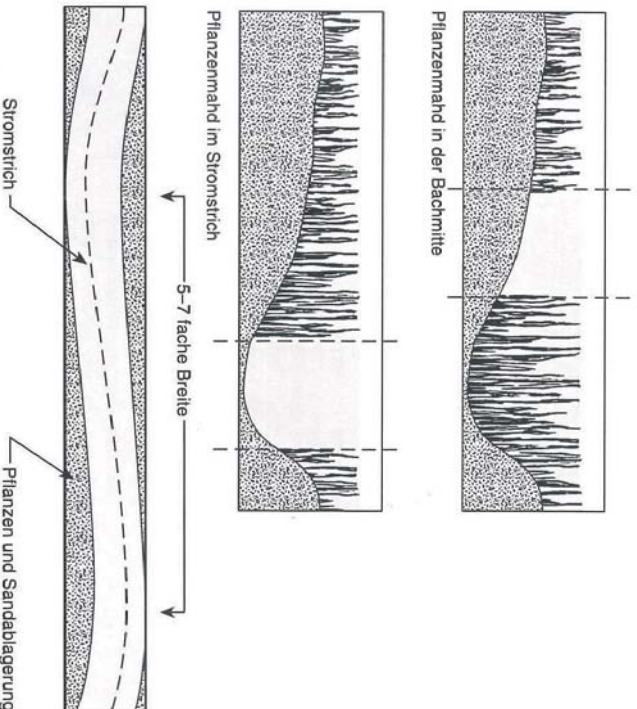 Pflanzenmahd in der Bachmitte
Pflanzenmahd im Stromstrich
5–7 fache Breite
Stromstrich
Pflanzen und Sandablagerung